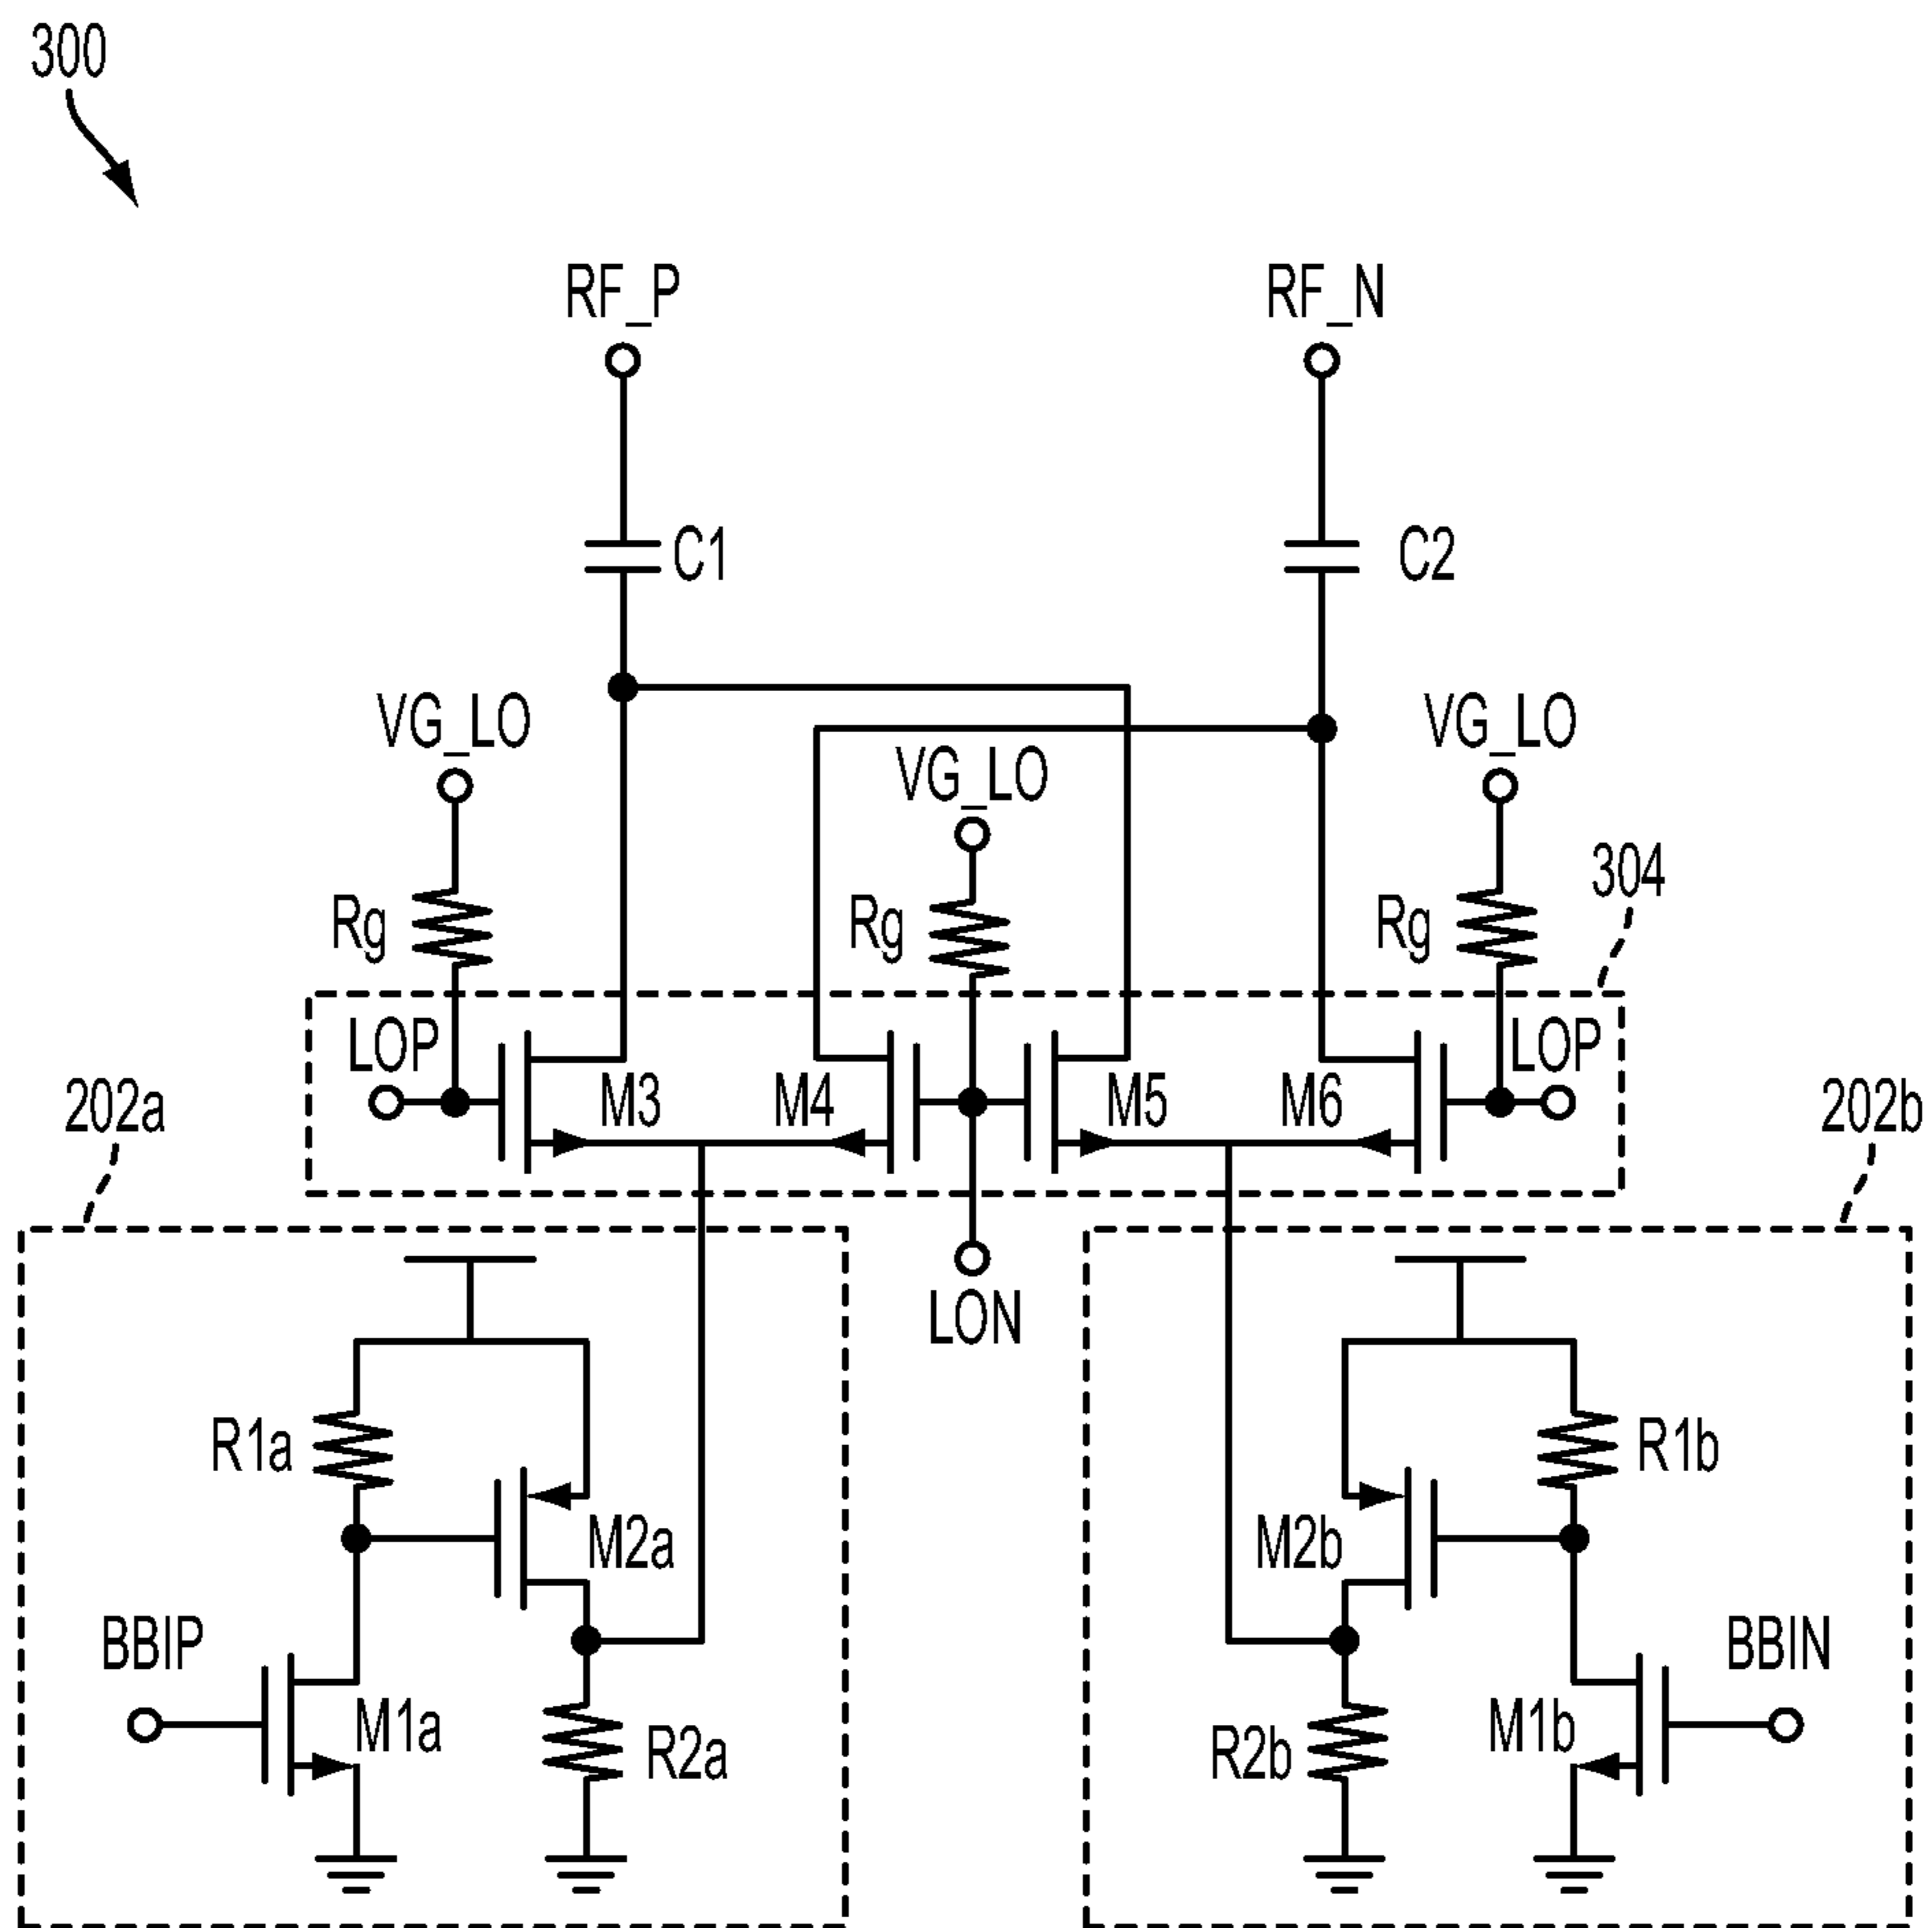 300
RF_P
RF_N
C1
C2
VG_LO
VG_LO
VG_LO
304
Rg
Rg
Rg
LOP
LOP
M3
M4
M5
M6
202a
202b
LON
R1a
R1b
M2a
M2b
BBIP
BBIN
M1a
R2a
R2b
M1b